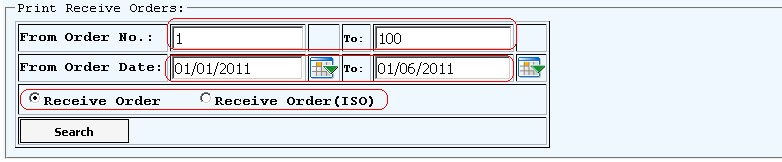 Print Receive Orders:
From Order No.: 1 To: 100
From Order Date: 01/01/2011 To: 01/06/2011
Receive Order Receive Order(ISO)
Search